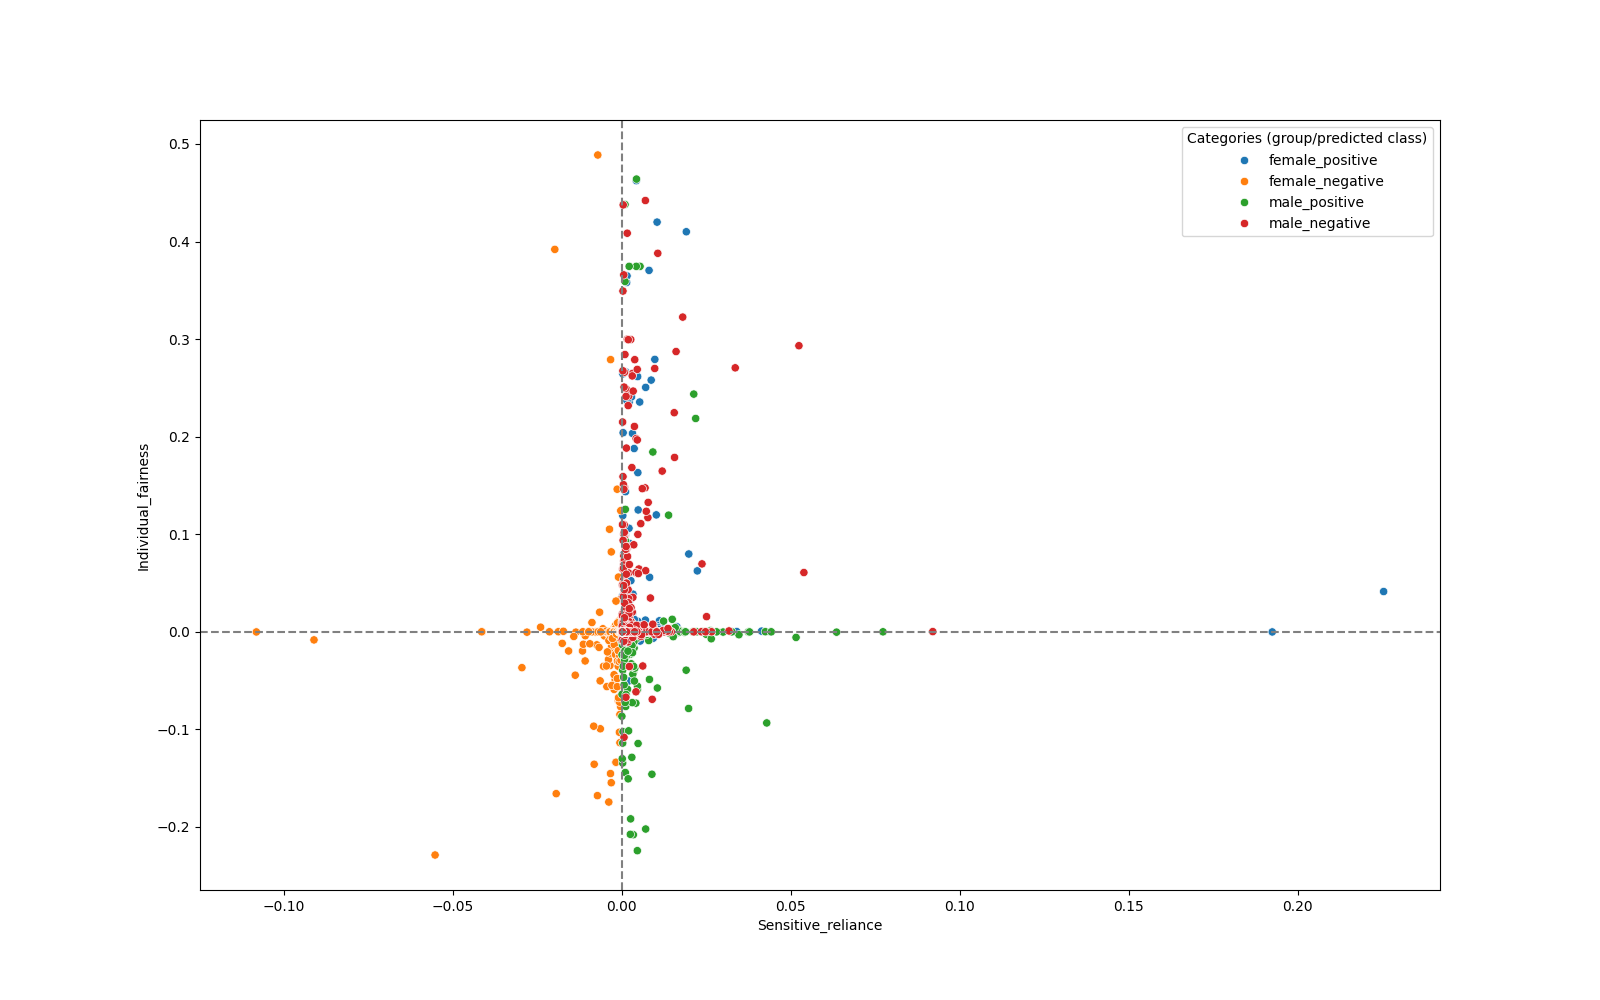 Categories (group/predicted class)
female_positive
female_negative
male_positive
male_negative
0.5
0.4
0.3
0.2
0.1
0.0
−0.1
−0.2
Individual_fairness
−0.10
−0.05
0.00
0.05
0.10
0.15
0.20
Sensitive_reliance